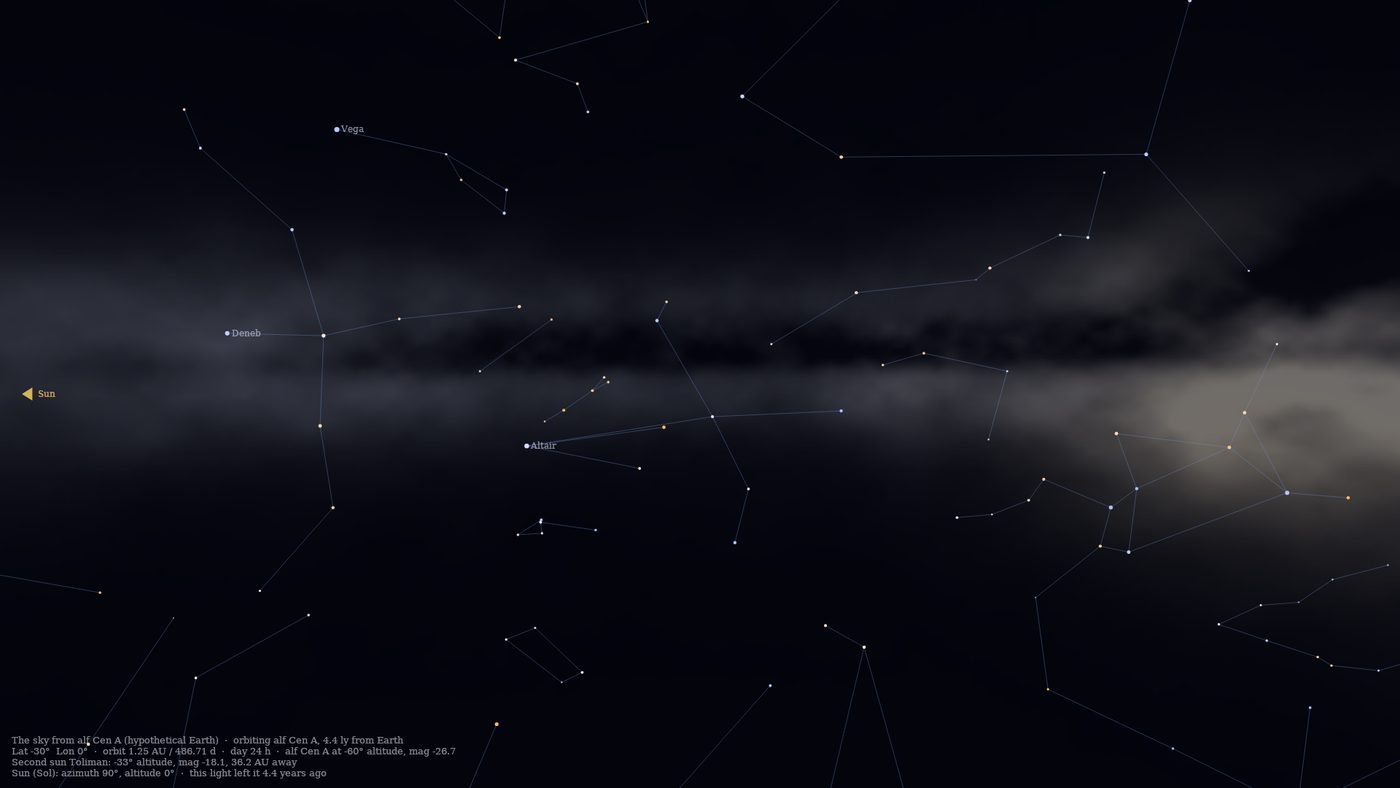 Vega
Deneb
Sun
Altair
The sky from alf Cen A (hypothetical Earth)  ·  orbiting alf Cen A, 4.4 ly from Earth
Lat -30°  Lon 0°  ·  orbit 1.25 AU / 486.71 d  ·  day 24 h  ·  alf Cen A at -60° altitude, mag -26.7
Second sun Toliman: -33° altitude, mag -18.1, 36.2 AU away
Sun (Sol): azimuth 90°, altitude 0°  ·  this light left it 4.4 years ago